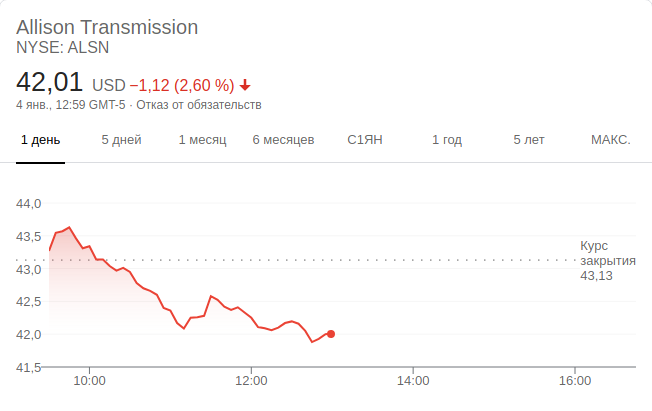 Allison Transmission
NYSE: ALSN
42,01 USD −1,12 (2,60 %)
4 янв., 12:59 GMT-5 · Отказ от обязательств
1 день 5 дней 1 месяц 6 месяцев С1ЯН 1 год 5 лет МАКС.
44,0
43,5
Курс
закрытия
43,13
43,0
42,5
42,0
41,5
10:00 12:00 14:00 16:00